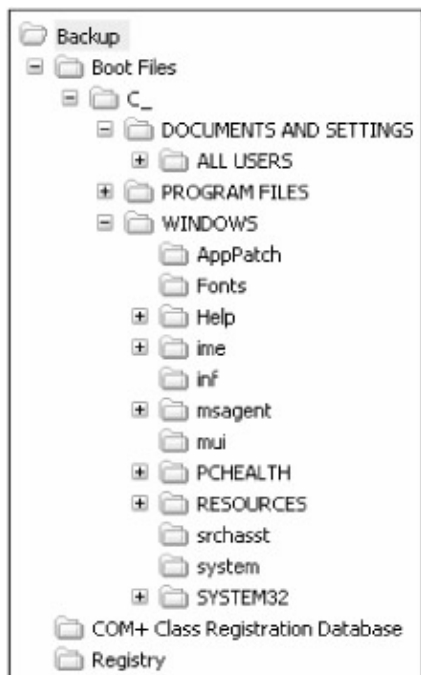 Backup
Boot Files
C_
DOCUMENTS AND SETTINGS
ALL USERS
PROGRAM FILES
WINDOWS
AppPatch
Fonts
Help
ime
inf
msagent
mui
PCHEALTH
RESOURCES
srchasst
system
SYSTEM32
COM+ Class Registration Database
Registry